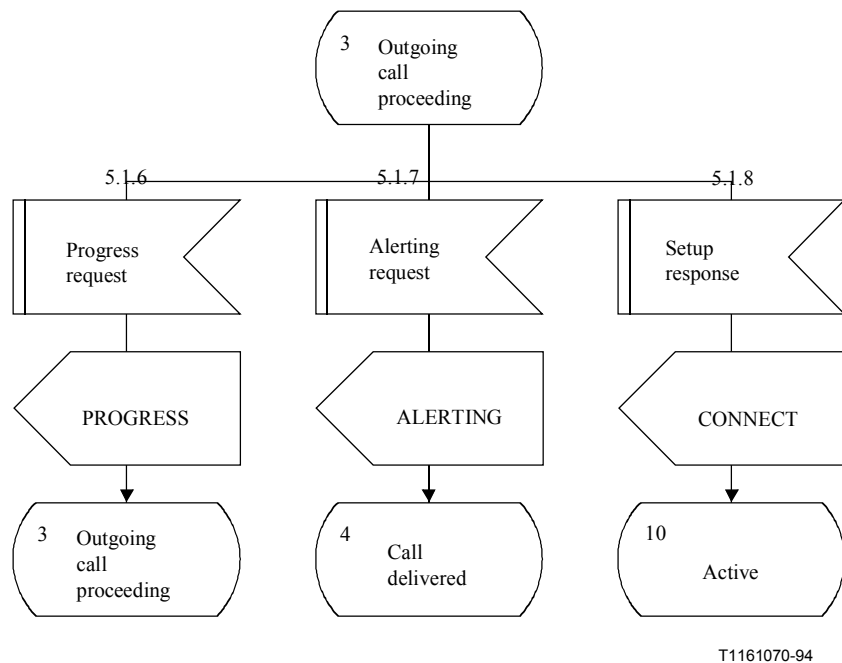 3 Outgoing
call
proceeding
5.1.6 5.1.7 5.1.8
Progress
request
Alerting
request
Setup
response
PROGRESS
ALERTING
CONNECT
3 Outgoing
call
proceeding
4 Call
delivered
10
Active
T1161070-94